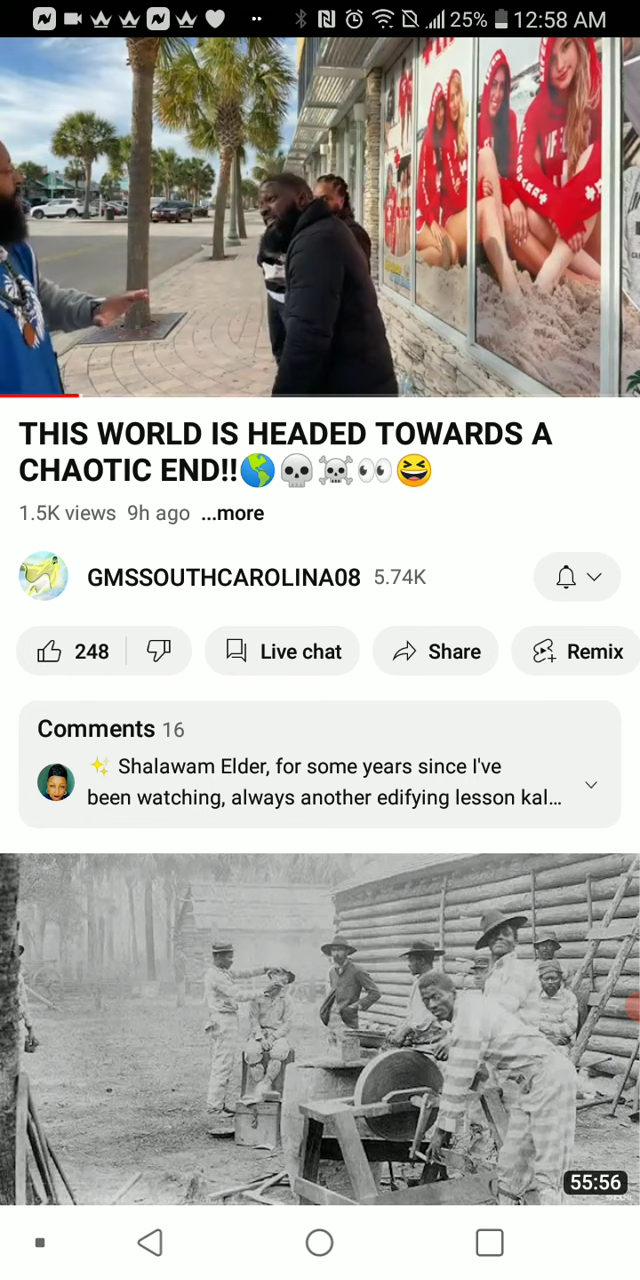 25% 12:58 AM
THIS WORLD IS HEADED TOWARDS A
CHAOTIC END!!🌎💀☠️👀😆
1.5K views 9h ago ...more
GMSSOUTHCAROLINA08 5.74K
248 Live chat Share Remix
Comments 16
✨ Shalawam Elder, for some years since I've
been watching, always another edifying lesson kal...
55:56